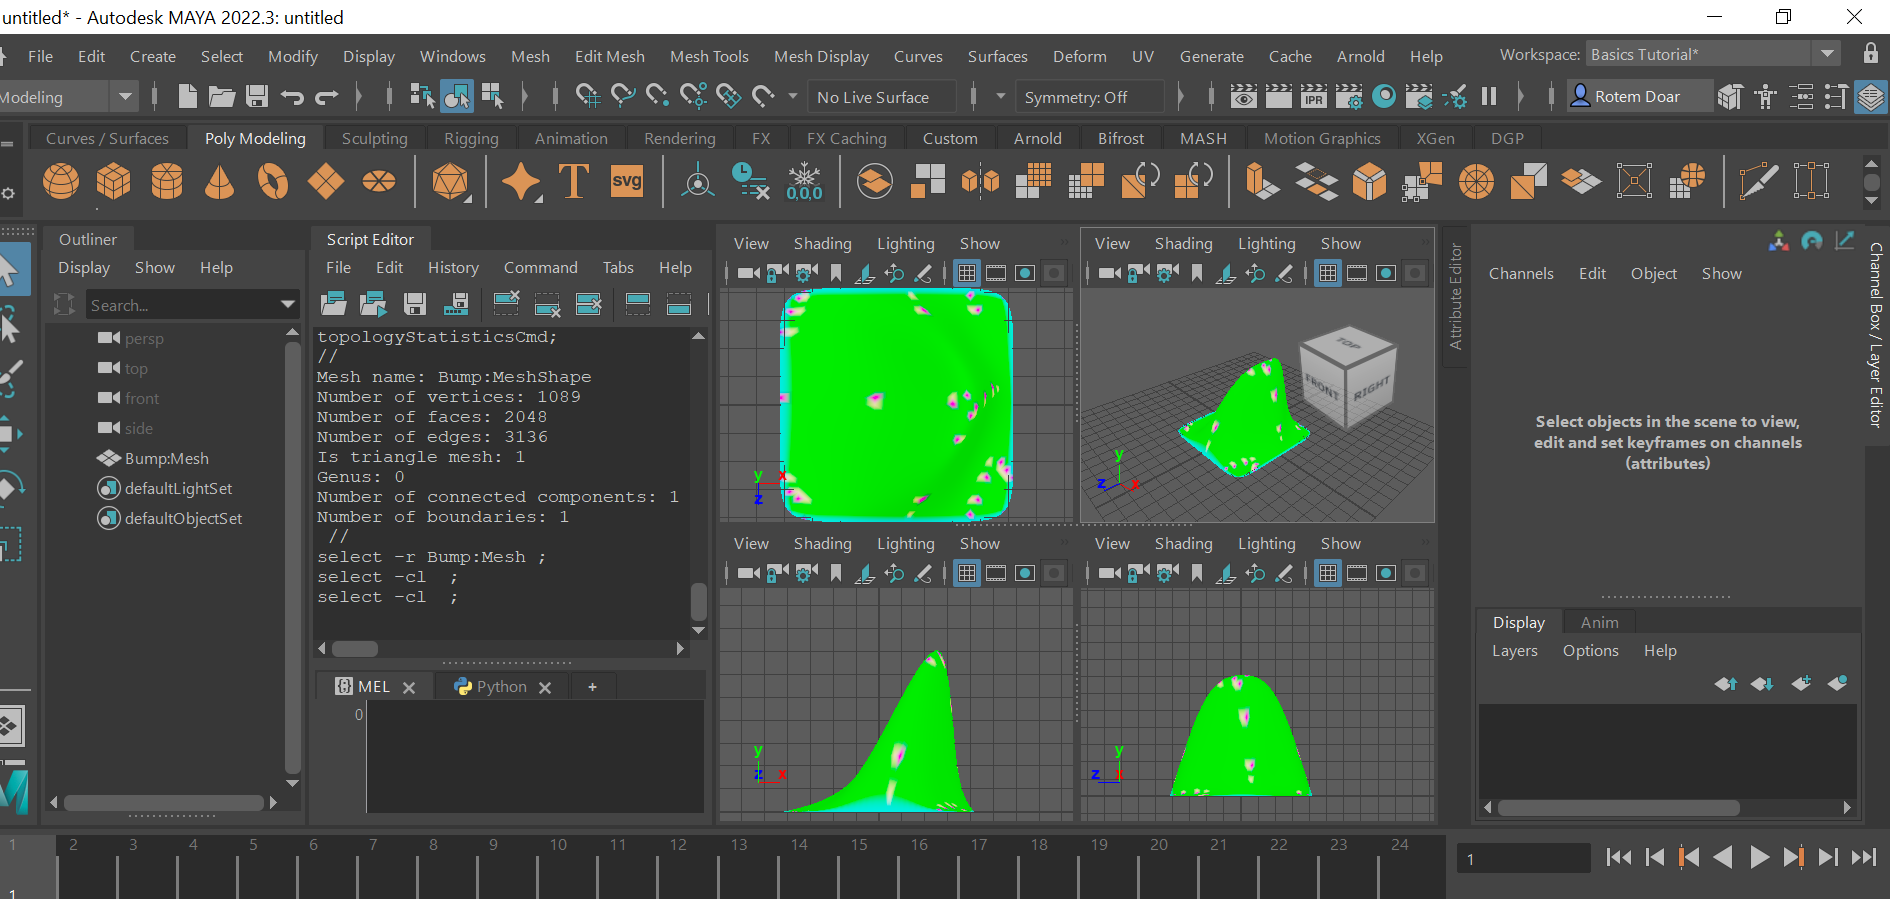 untitled* - Autodesk MAYA 2022.3: untitled
File Edit Create Select Modify Display Windows Mesh Edit Mesh Mesh Tools Mesh Display Curves Surfaces Deform UV Generate Cache Arnold Help Workspace: Basics Tutorial*
Modeling No Live Surface Symmetry: Off IPR Rotem Doar
Curves / Surfaces Poly Modeling Sculpting Rigging Animation Rendering FX FX Caching Custom Arnold Bifrost MASH Motion Graphics XGen DGP
T svg 0,0,0
Outliner
Display Show Help
Search...
persp
top
front
side
Bump:Mesh
defaultLightSet
defaultObjectSet
Script Editor
File Edit History Command Tabs Help
topologyStatisticsCmd;
//
Mesh name: Bump:MeshShape
Number of vertices: 1089
Number of faces: 2048
Number of edges: 3136
Is triangle mesh: 1
Genus: 0
Number of connected components: 1
Number of boundaries: 1
//
select -r Bump:Mesh ;
select -cl ;
select -cl ;
MEL Python +
0
View Shading Lighting Show
y x
z
View Shading Lighting Show
TOP
FRONT RIGHT
y
z x
View Shading Lighting Show
y
z x
View Shading Lighting Show
y
z x
Attribute Editor
Channels Edit Object Show
Select objects in the scene to view,
edit and set keyframes on channels
(attributes)
Channel Box / Layer Editor
Display Anim
Layers Options Help
1 2 3 4 5 6 7 8 9 10 11 12 13 14 15 16 17 18 19 20 21 22 23 24
1
1